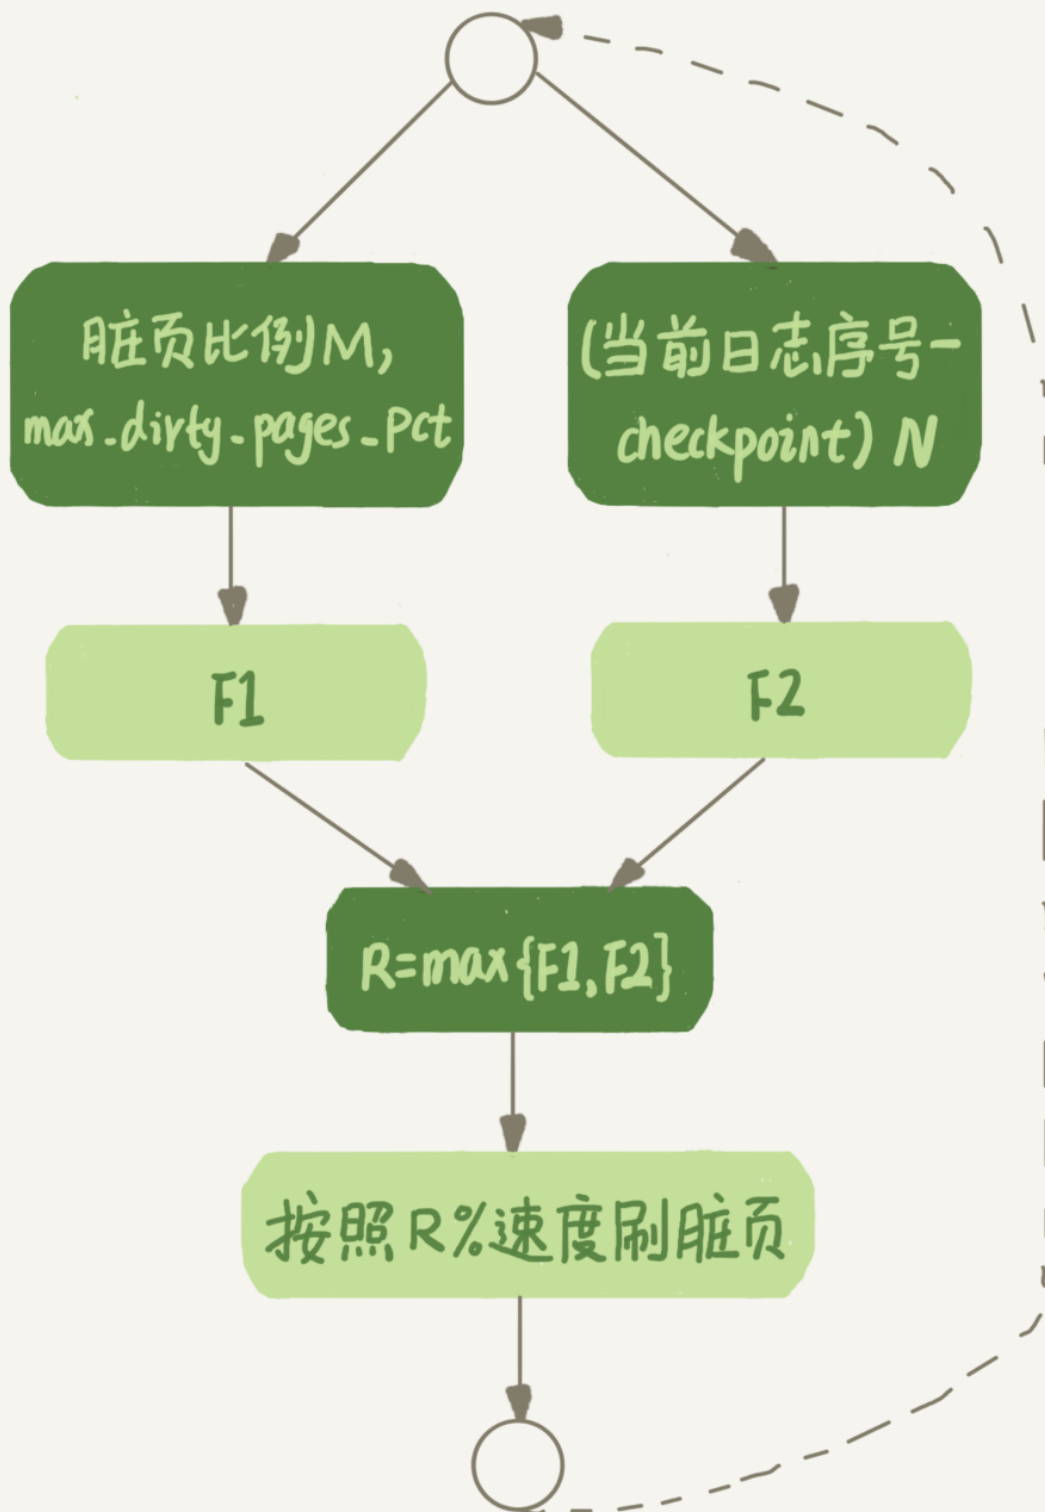 脏页比例M,
max_dirty_pages_pct
(当前日志序号-
checkpoint) N
F1
F2
R=max{F1,F2}
按照R%速度刷脏页